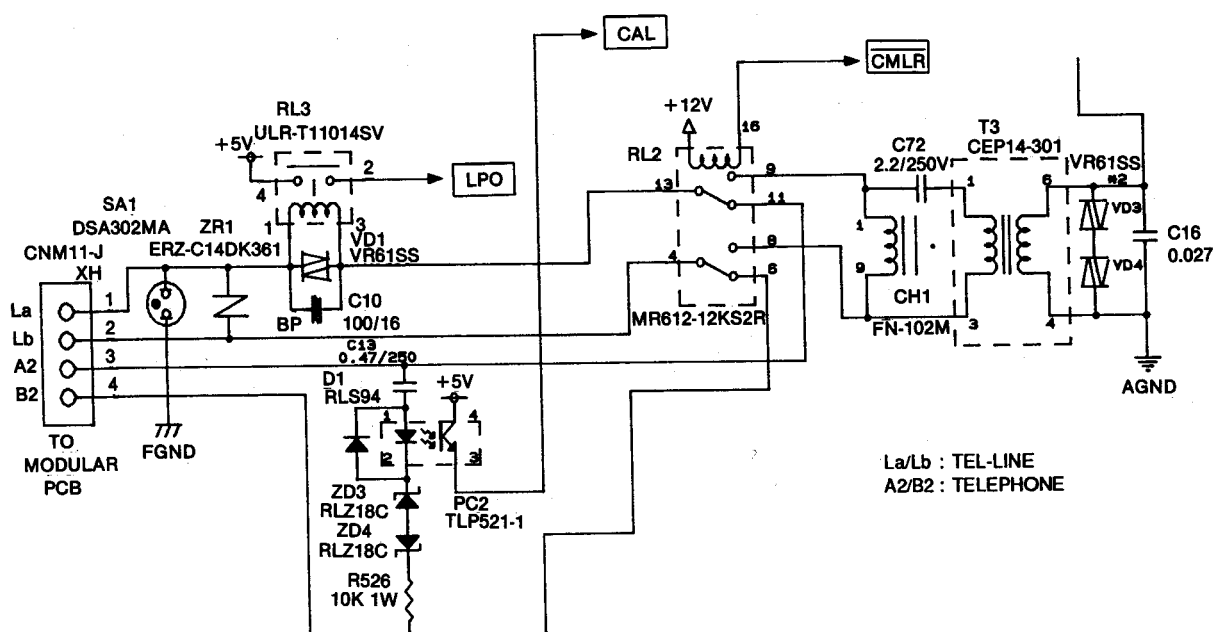 CAL
CMLR
RL3
ULR-T11014SV
+5V
4
2
LPO
1
3
+12V
16
RL2
9
13
11
8
4
6
MR612-12KS2R
C72
2.2/250V
T3
CEP14-301
1
6
3
4
VR61SS
*2
VD3
VD4
C16
0.027
1
9
CH1
FN-102M
AGND
SA1
DSA302MA
ZR1
ERZ-C14DK361
VD1
VR61SS
CNM11-J
XH
La
1
Lb
2
A2
3
B2
4
BP
C10
100/16
C13
0.47/250
D1
RLS94
+5V
1
4
2
3
TO
MODULAR
PCB
FGND
ZD3
RLZ18C
PC2
TLP521-1
ZD4
RLZ18C
R526
10K 1W
La/Lb : TEL-LINE
A2/B2 : TELEPHONE